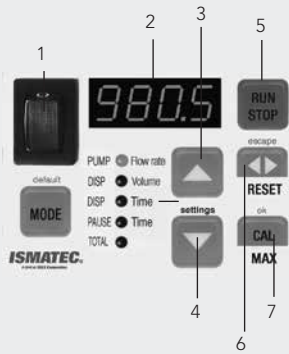 1
2
3
5
980.5
RUN
STOP
PUMP Flow rate
escape
DISP Volume
RESET
default
MODE
DISP Time
settings
ok
PAUSE Time
CAL
TOTAL
MAX
ISMATEC®
4
7
6